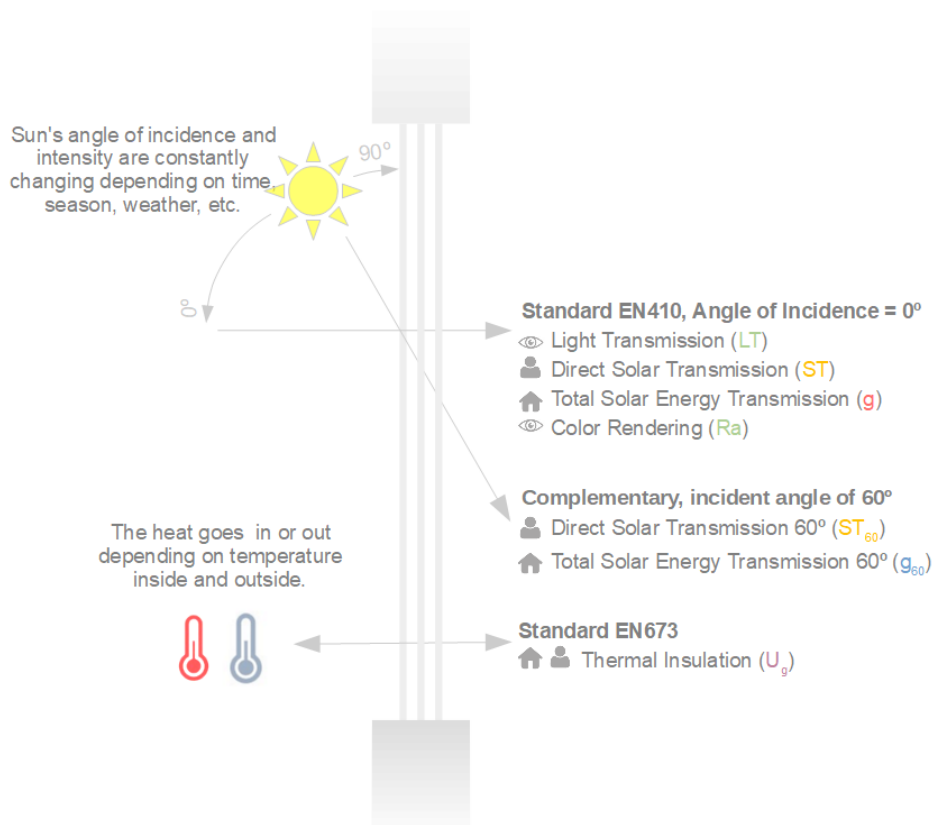 Sun's angle of incidence and
intensity are constantly
changing depending on time,
season, weather, etc.
90º
0º
Standard EN410, Angle of Incidence = 0º
Light Transmission (LT)
Direct Solar Transmission (ST)
Total Solar Energy Transmission (g)
Color Rendering (Ra)
Complementary, incident angle of 60º
Direct Solar Transmission 60º (ST60)
Total Solar Energy Transmission 60º (g60)
The heat goes in or out
depending on temperature
inside and outside.
Standard EN673
Thermal Insulation (Ug)